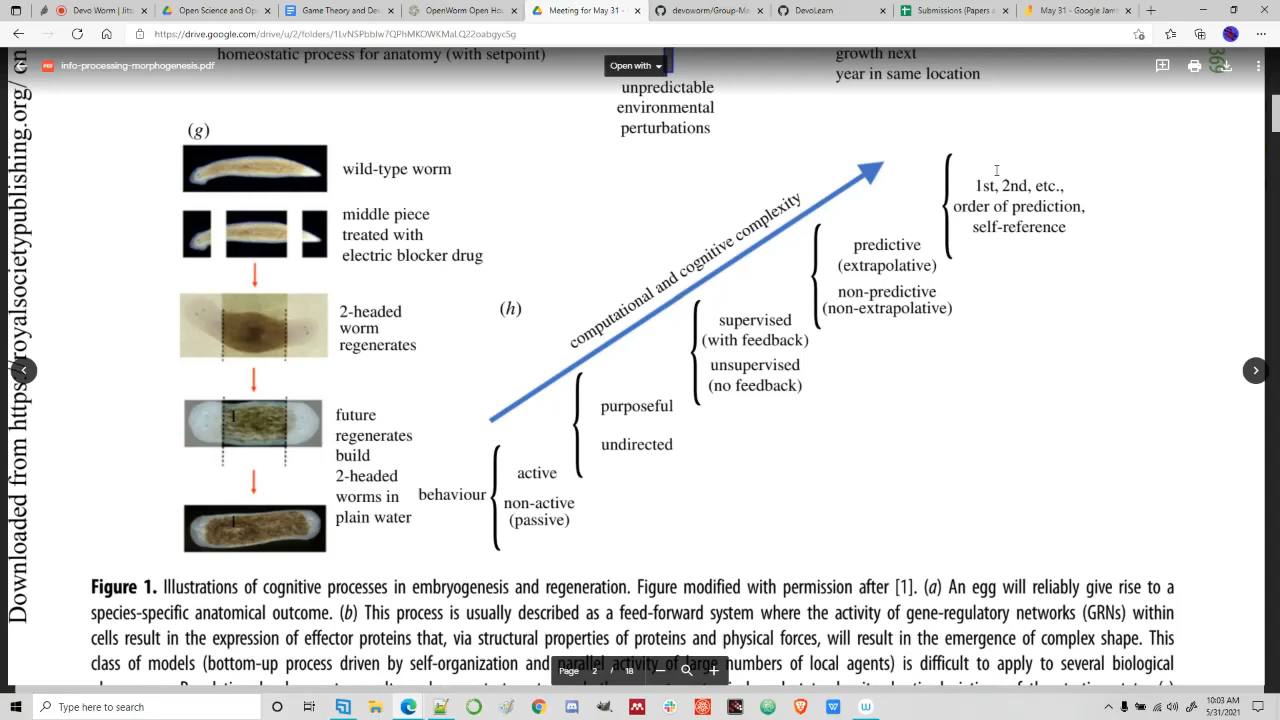 Dev Worm
Google Sum
Game Theory and Oc
OpenWorm Open Hou
Meeting for May 31 -
devoworm/Group-Me
DevoLearn
Submissions (Papers a
May 31 - Google Slide
https://drive.google.com/drive/u/2/folders/1LvNSPbbIw7QPhMKOWKMaLQ22oabgycSg
homeostatic process for anatomy (with setpoint)
growth next
info-processing-morphogenesis.pdf
Open with
year in same location
369
unpredictable
environmental
perturbations
(g)
wild-type worm
middle piece
treated with
electric blocker drug
2-headed
worm
regenerates
future
regenerates
build
2-headed
worms in
plain water
(h)
computational and cognitive complexity
behaviour
active
non-active
(passive)
purposeful
undirected
supervised
(with feedback)
unsupervised
(no feedback)
predictive
(extrapolative)
non-predictive
(non-extrapolative)
1st, 2nd, etc.,
order of prediction,
self-reference
Downloaded from https://royalsocietypublishing.org/ on
Figure 1. Illustrations of cognitive processes in embryogenesis and regeneration. Figure modified with permission after [1]. (a) An egg will reliably give rise to a
species-specific anatomical outcome. (b) This process is usually described as a feed-forward system where the activity of gene-regulatory networks (GRNs) within
cells result in the expression of effector proteins that, via structural properties of proteins and physical forces, will result in the emergence of complex shape. This
class of models (bottom-up process driven by self-organization and parallel activity of large numbers of local agents) is difficult to apply to several biological
Page 2 / 18
Type here to search
10:03 AM
5/31/2021